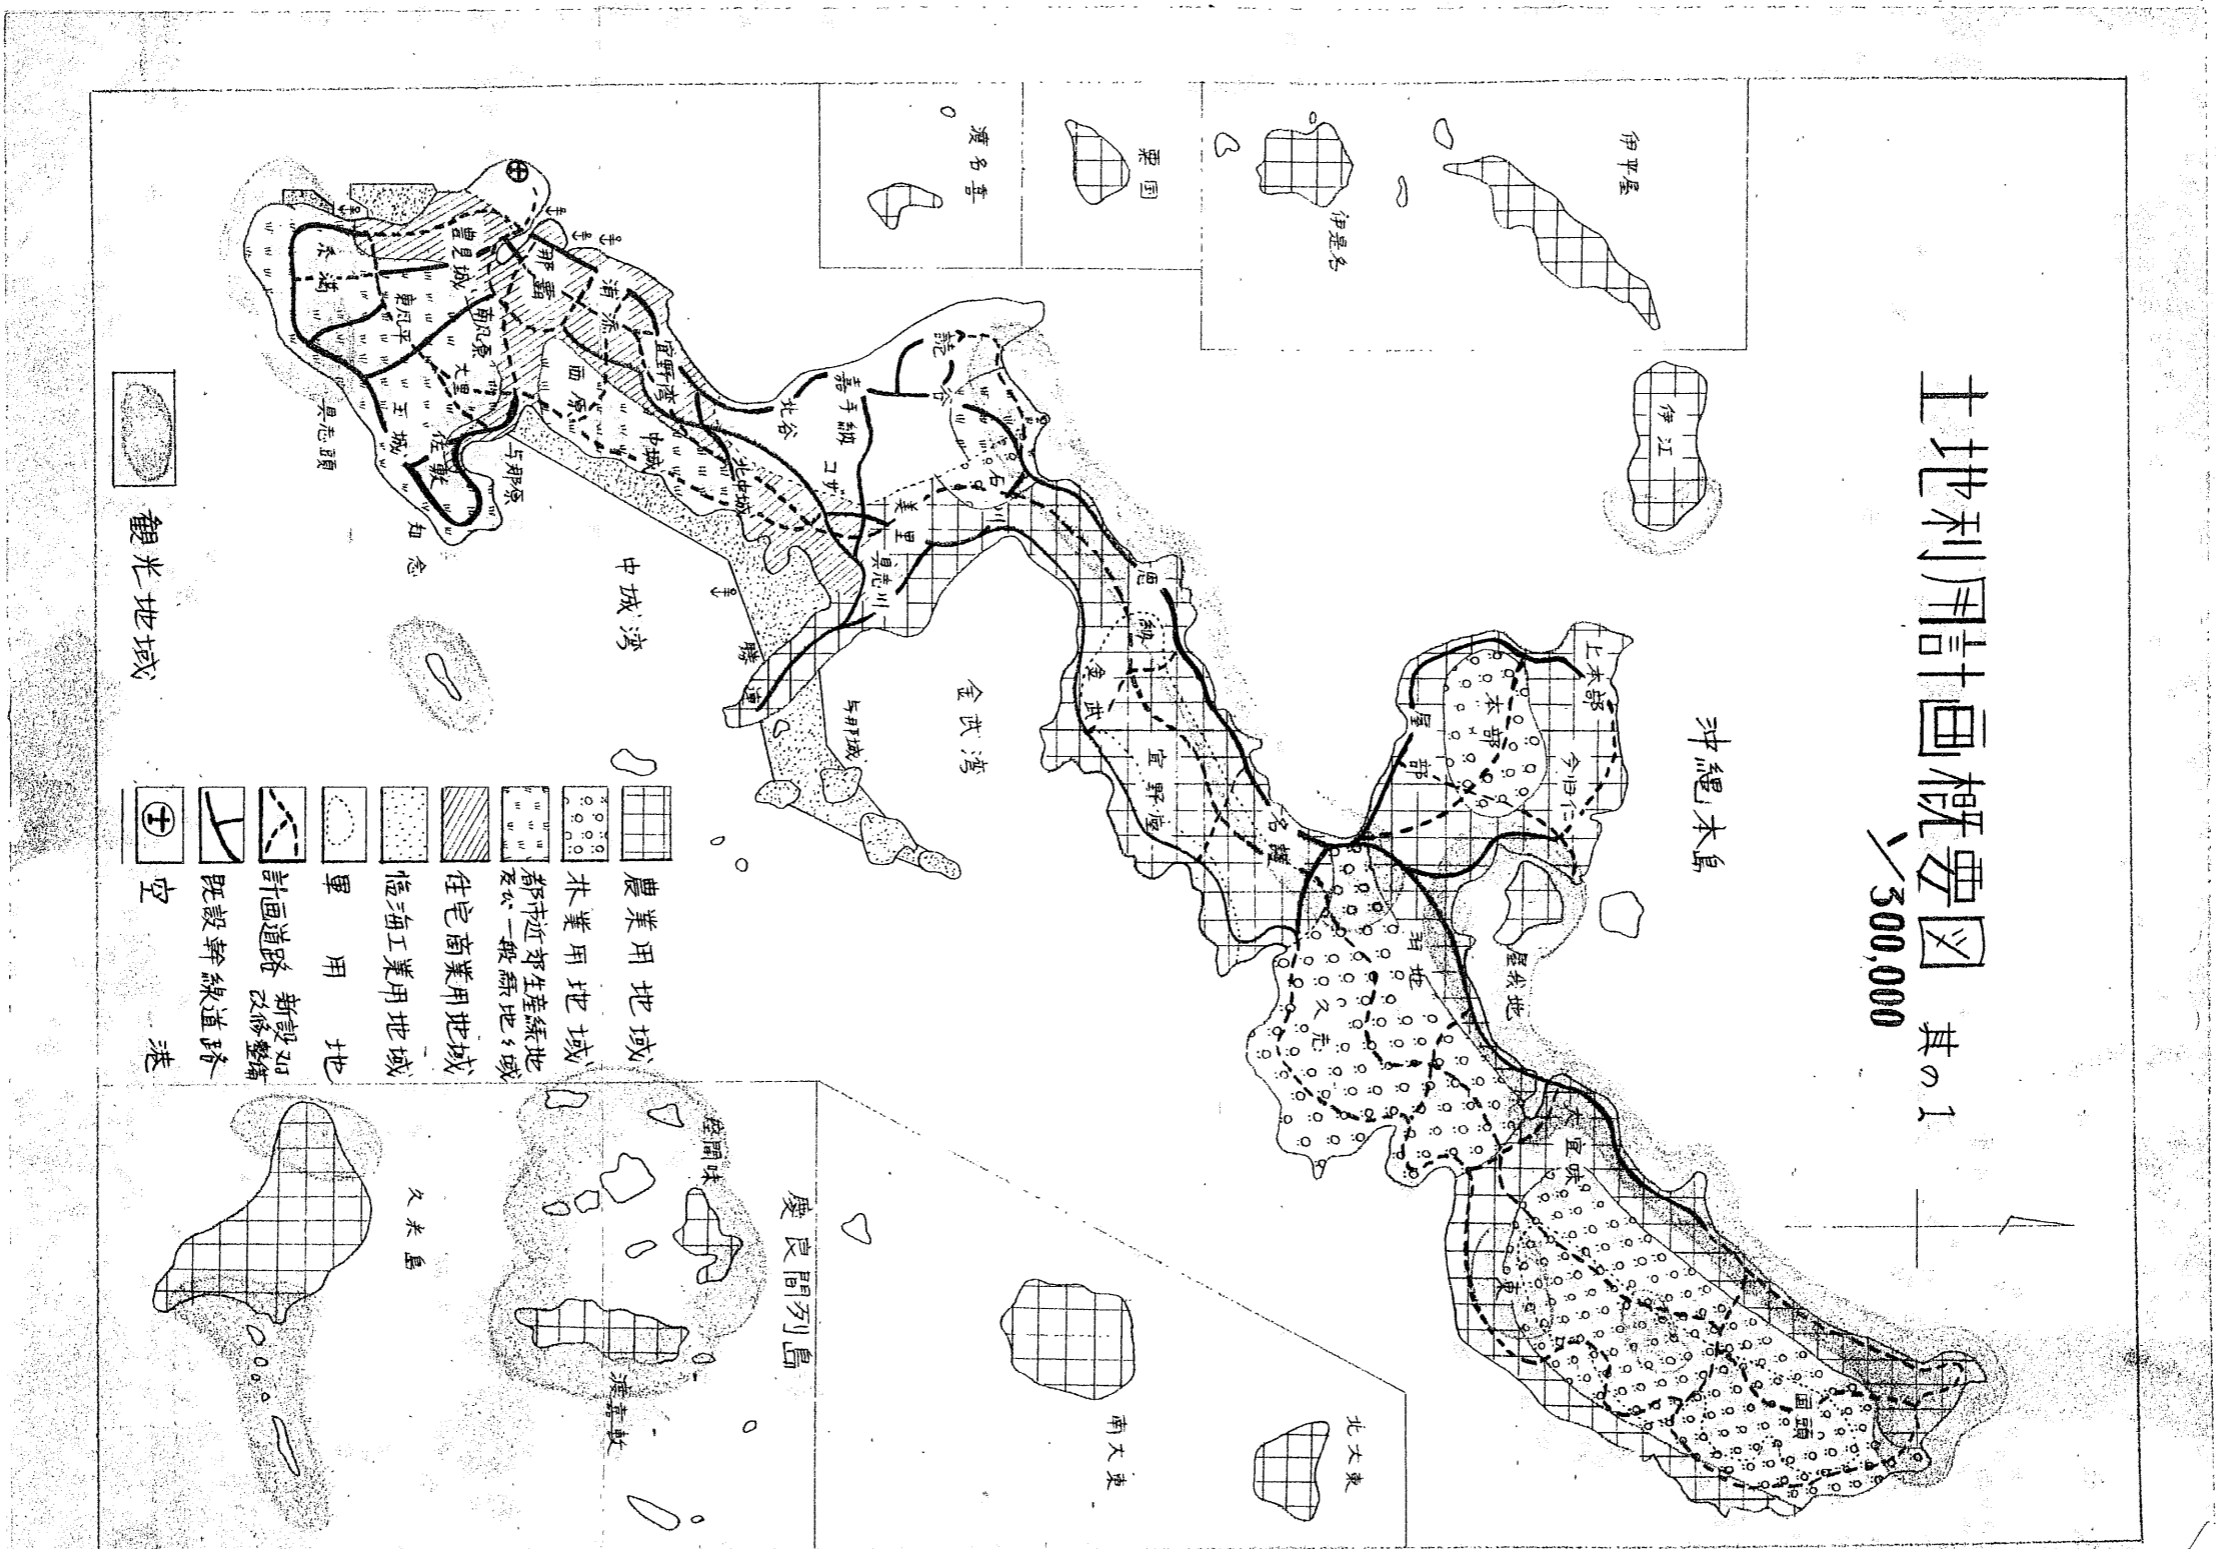 土地利用計画概要図 其の1
1/300,000
沖縄本島
伊平屋
伊是名
粟国
渡名喜
伊江
上本部
本部
今帰仁
屋部
名護
屋我地
羽地
久志
大宜味
東
国頭
恩納
金武
宜野座
石川
美里
具志川
読谷
嘉手納
コザ
北谷
北中城
中城
宜野湾
西原
浦添
那覇
豊見城
南風原
東風平
糸満
大里
玉城
佐敷
与那原
具志頭
知念
中城湾
勝連
与那城
金武湾
観光地域
農業用地域
林業用地域
都市近郊生産緑地
及び一般緑地々域
住宅商業用地域
臨海工業用地域
軍用地
計画道路 新設及
改修整備
既設幹線道路
空港
慶良間列島
座間味
渡嘉敷
久米島
南大東
北大東